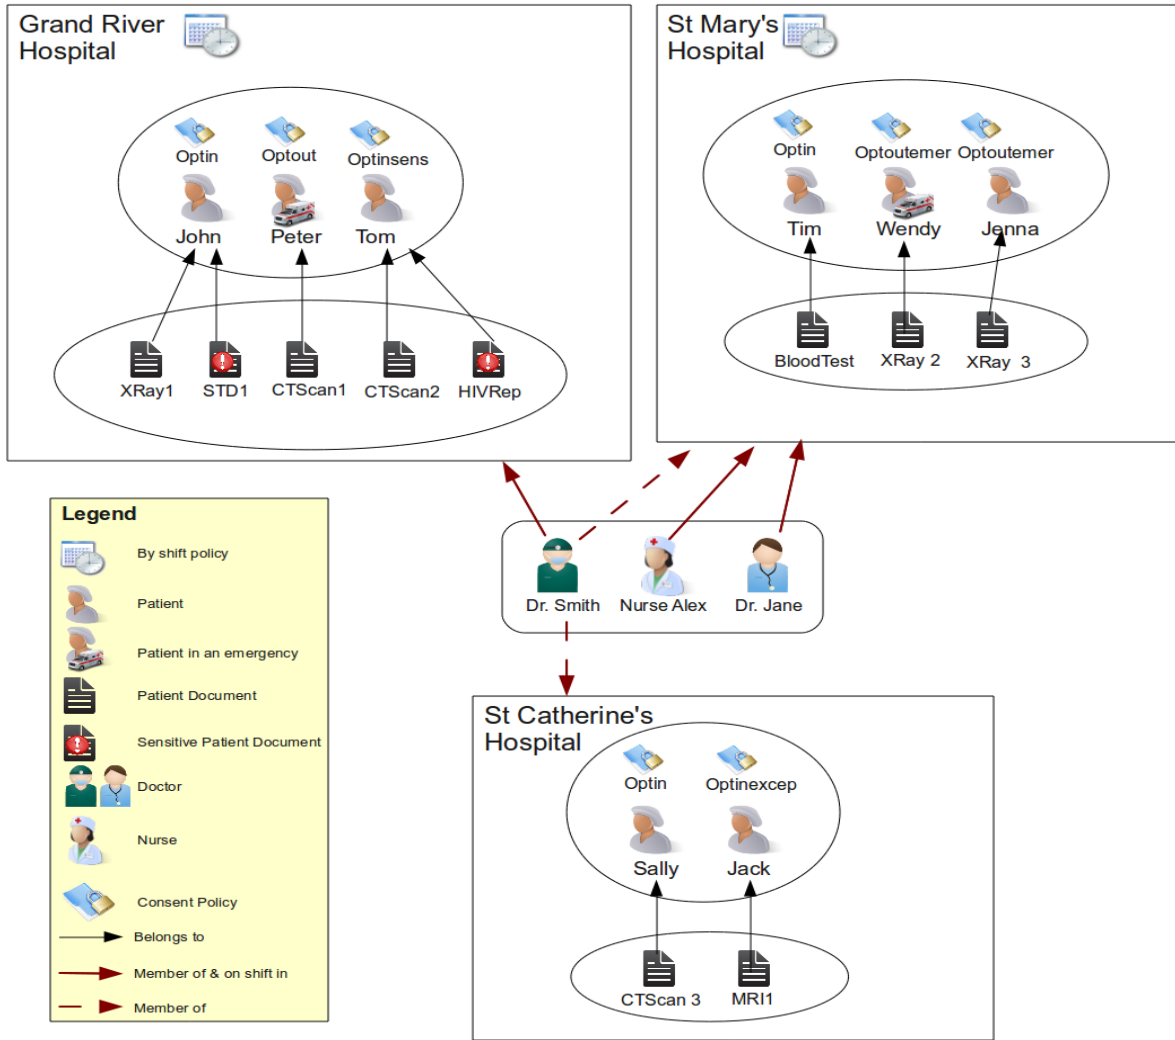 Grand River
Hospital
Optin
Optout
Optinsens
John
Peter
Tom
XRay1
STD1
CTScan1
CTScan2
HIVRep
St Mary's
Hospital
Optin
Optoutemer
Optoutemer
Tim
Wendy
Jenna
BloodTest
XRay 2
XRay 3
Legend
By shift policy
Patient
Patient in an emergency
Patient Document
Sensitive Patient Document
Doctor
Nurse
Consent Policy
Belongs to
Member of & on shift in
Member of
Dr. Smith
Nurse Alex
Dr. Jane
St Catherine's
Hospital
Optin
Optinexcep
Sally
Jack
CTScan 3
MRI1